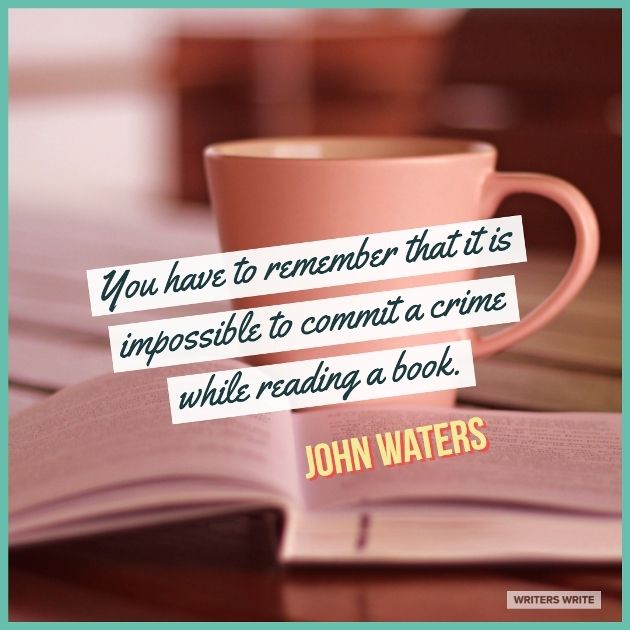 You have to remember that it is
impossible to commit a crime
while reading a book.
JOHN WATERS
WRITERS WRITE